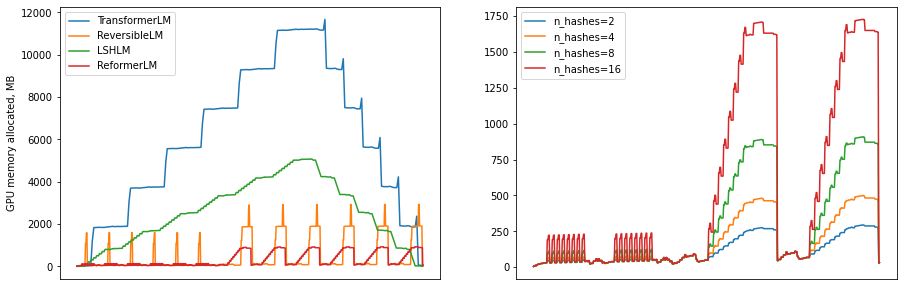 GPU memory allocated, MB
12000
10000
8000
6000
4000
2000
0
TransformerLM
ReversibleLM
LSHLM
ReformerLM
1750
1500
1250
1000
750
500
250
0
n_hashes=2
n_hashes=4
n_hashes=8
n_hashes=16